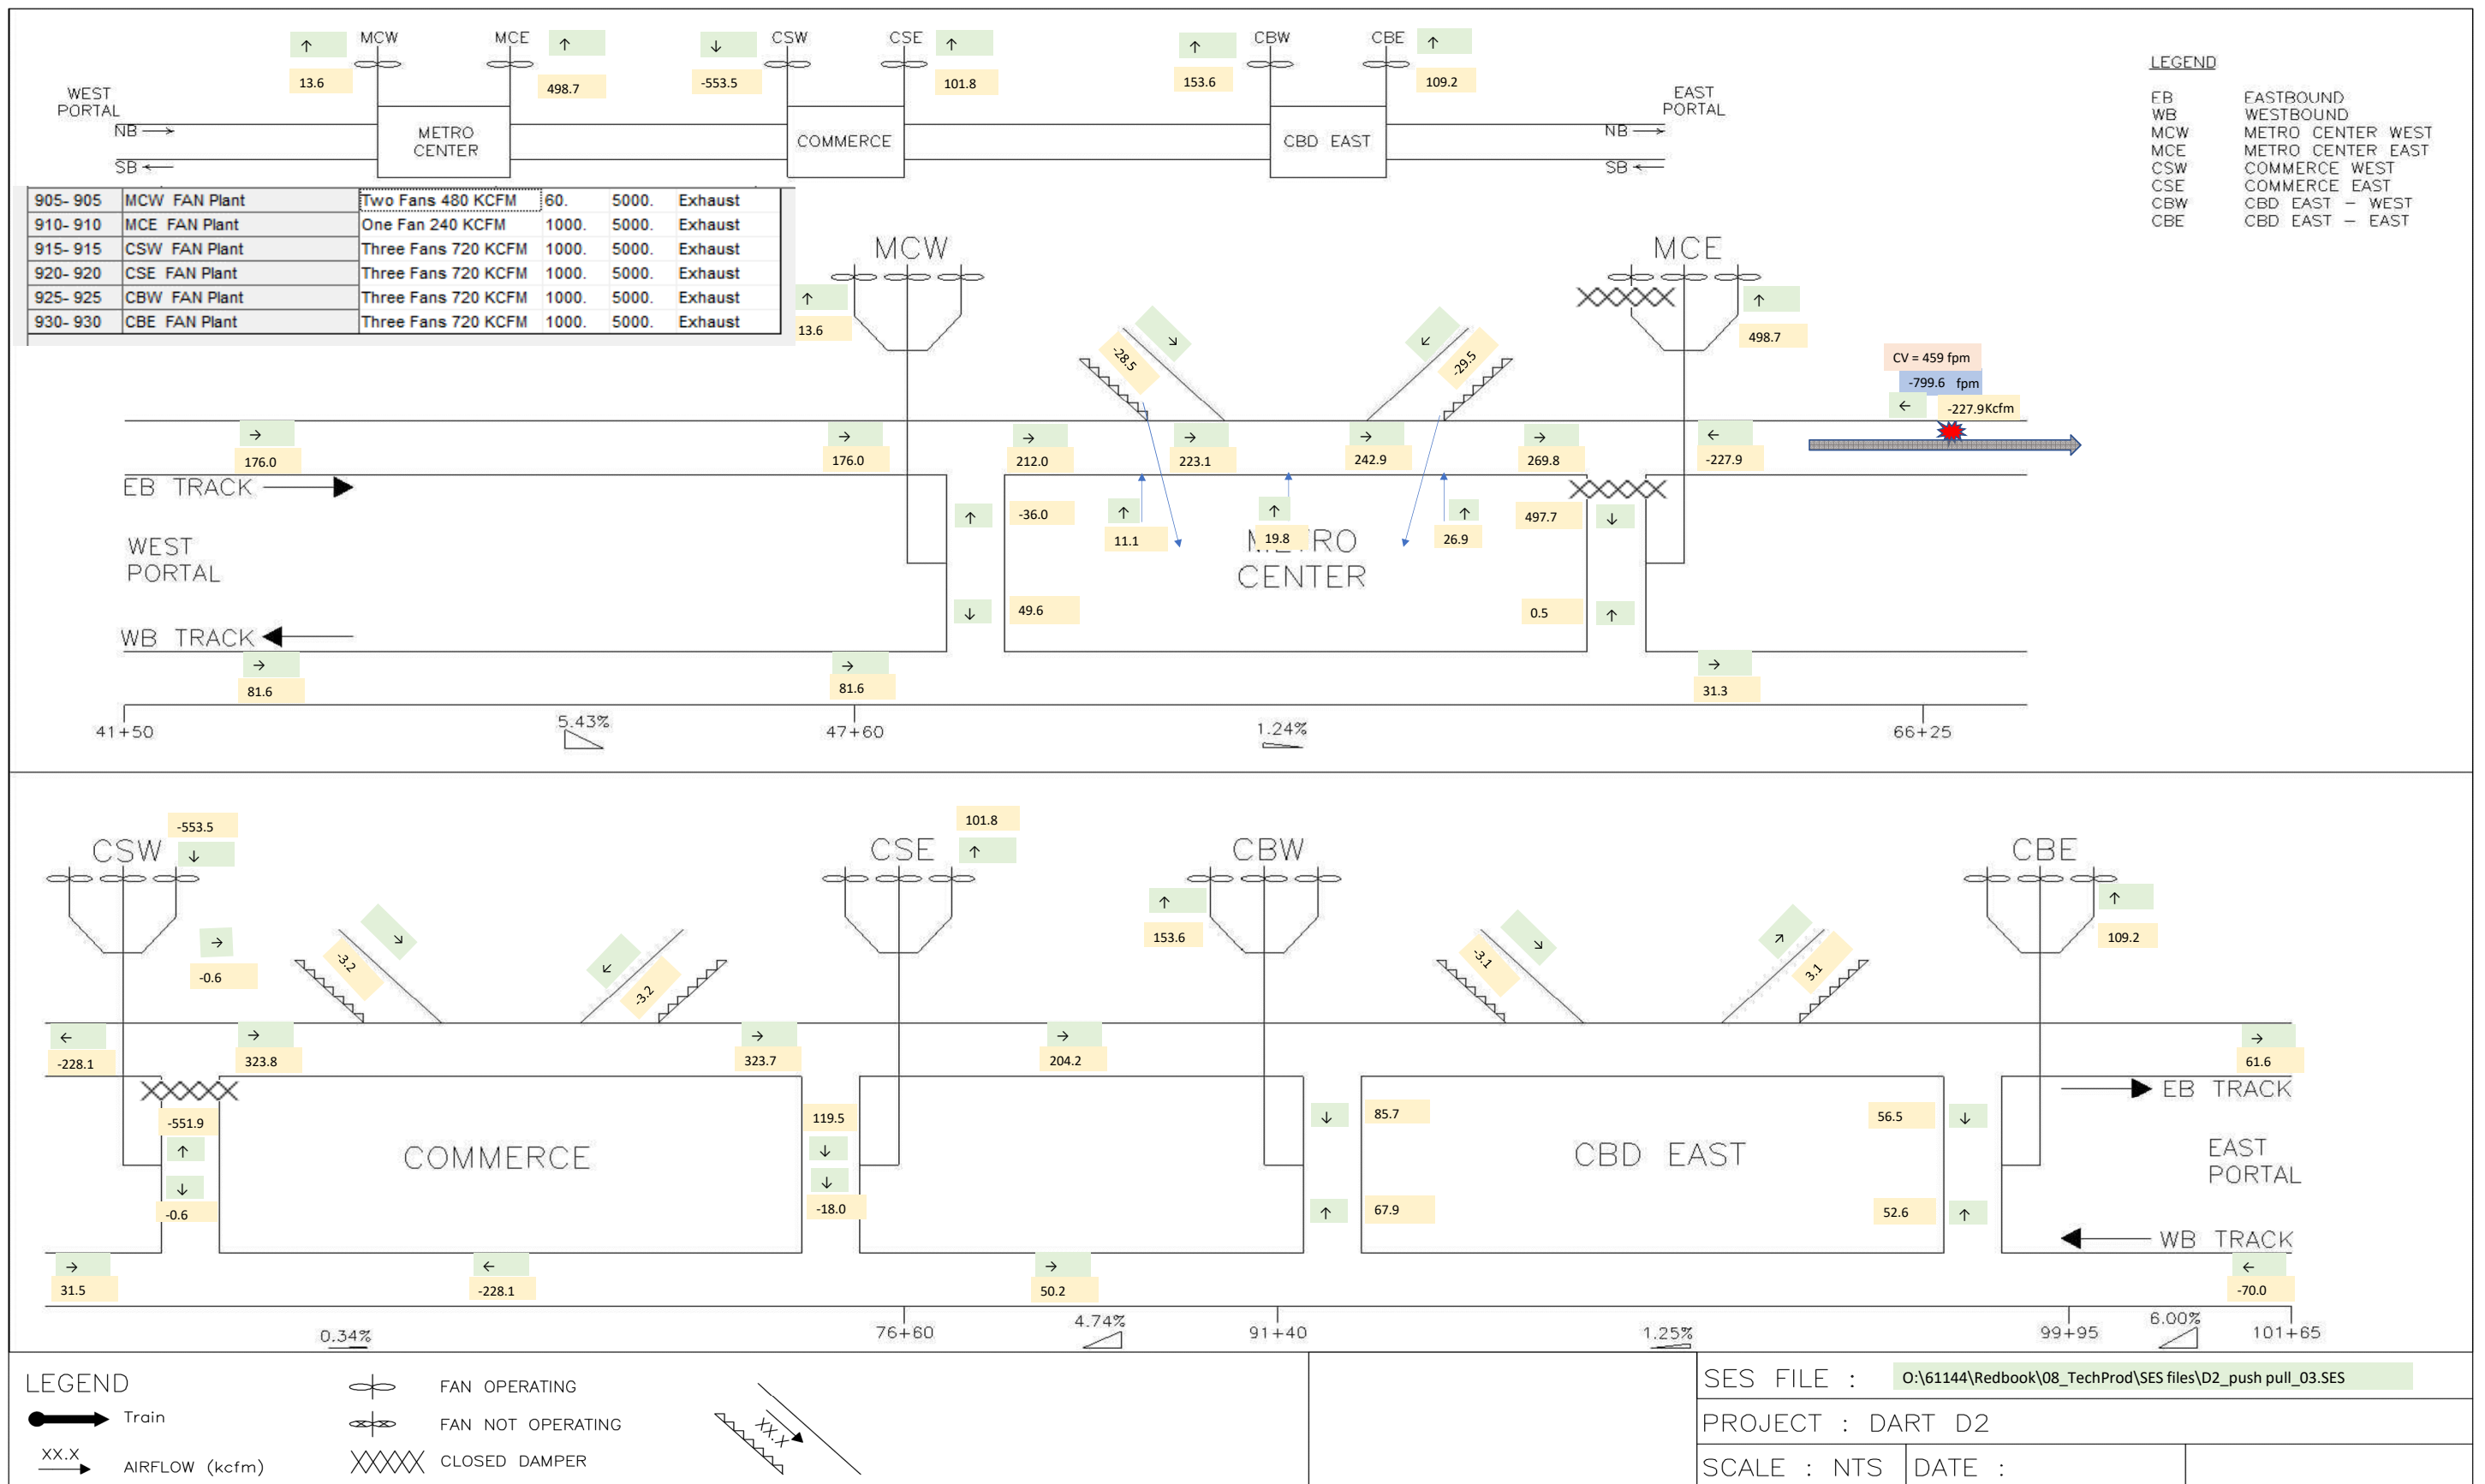 MCW MCE CSW CSE CBW CBE
↑ ↑ ↓ ↑ ↑ ↑
13.6 498.7 -553.5 101.8 153.6 109.2
WEST
PORTAL
EAST
PORTAL
NB → NB →
METRO
CENTER
COMMERCE
CBD EAST
SB ← SB ←
LEGEND
EB EASTBOUND
WB WESTBOUND
MCW METRO CENTER WEST
MCE METRO CENTER EAST
CSW COMMERCE WEST
CSE COMMERCE EAST
CBW CBD EAST – WEST
CBE CBD EAST – EAST
905- 905 MCW FAN Plant Two Fans 480 KCFM 60. 5000. Exhaust
910- 910 MCE FAN Plant One Fan 240 KCFM 1000. 5000. Exhaust
915- 915 CSW FAN Plant Three Fans 720 KCFM 1000. 5000. Exhaust
920- 920 CSE FAN Plant Three Fans 720 KCFM 1000. 5000. Exhaust
925- 925 CBW FAN Plant Three Fans 720 KCFM 1000. 5000. Exhaust
930- 930 CBE FAN Plant Three Fans 720 KCFM 1000. 5000. Exhaust
MCW MCE
↑ ↑
13.6 498.7
↘ ↙
-28.5 -29.5
CV = 459 fpm
-799.6 fpm
← -227.9Kcfm
→ → → → → → ←
176.0 176.0 212.0 223.1 242.9 269.8 -227.9
EB TRACK
↑ -36.0 ↑ ↑ ↑ 497.7 ↓
11.1 19.8 26.9
WEST
PORTAL
METRO
CENTER
↓ 49.6 0.5 ↑
WB TRACK
→ → →
81.6 81.6 31.3
41+50 5.43% 47+60 1.24% 66+25
-553.5 101.8
CSW ↓ CSE ↑ CBW CBE
↑ ↑
153.6 109.2
→ ↘ ↙ ↘ ↗
-0.6 -3.2 -3.2 -3.1 3.1
← → → → →
-228.1 323.8 323.7 204.2 61.6
EB TRACK
-551.9 119.5 ↓ 85.7 56.5 ↓
↑ ↓
COMMERCE
CBD EAST
EAST
PORTAL
↓ ↓
-0.6 -18.0 ↑ 67.9 52.6 ↑
WB TRACK
→ ← → ←
31.5 -228.1 50.2 -70.0
0.34% 76+60 4.74% 91+40 1.25% 99+95 6.00% 101+65
LEGEND
Train
XX.X
AIRFLOW (kcfm)
FAN OPERATING
FAN NOT OPERATING
CLOSED DAMPER
XX.X
SES FILE : O:\61144\Redbook\08_TechProd\SES files\D2_push pull_03.SES
PROJECT : DART D2
SCALE : NTS DATE :